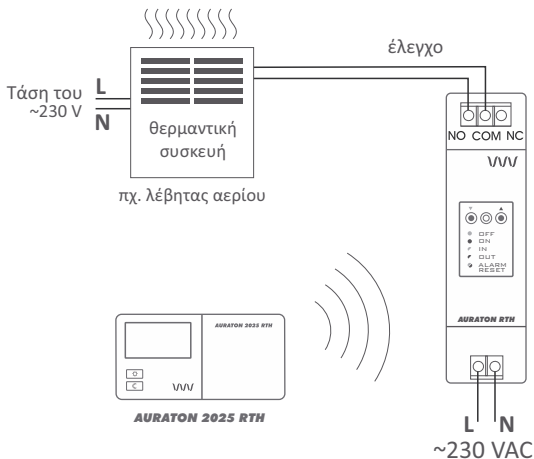 έλεγχο
Τάση του
~230 V
L
N
θερμαντική
συσκευή
πχ. λέβητας αερίου
NO COM NC
OFF
ON
IN
OUT
ALARM
RESET
AURATON RTH
AURATON 2025 RTH
C
AURATON 2025 RTH
L N
~230 VAC